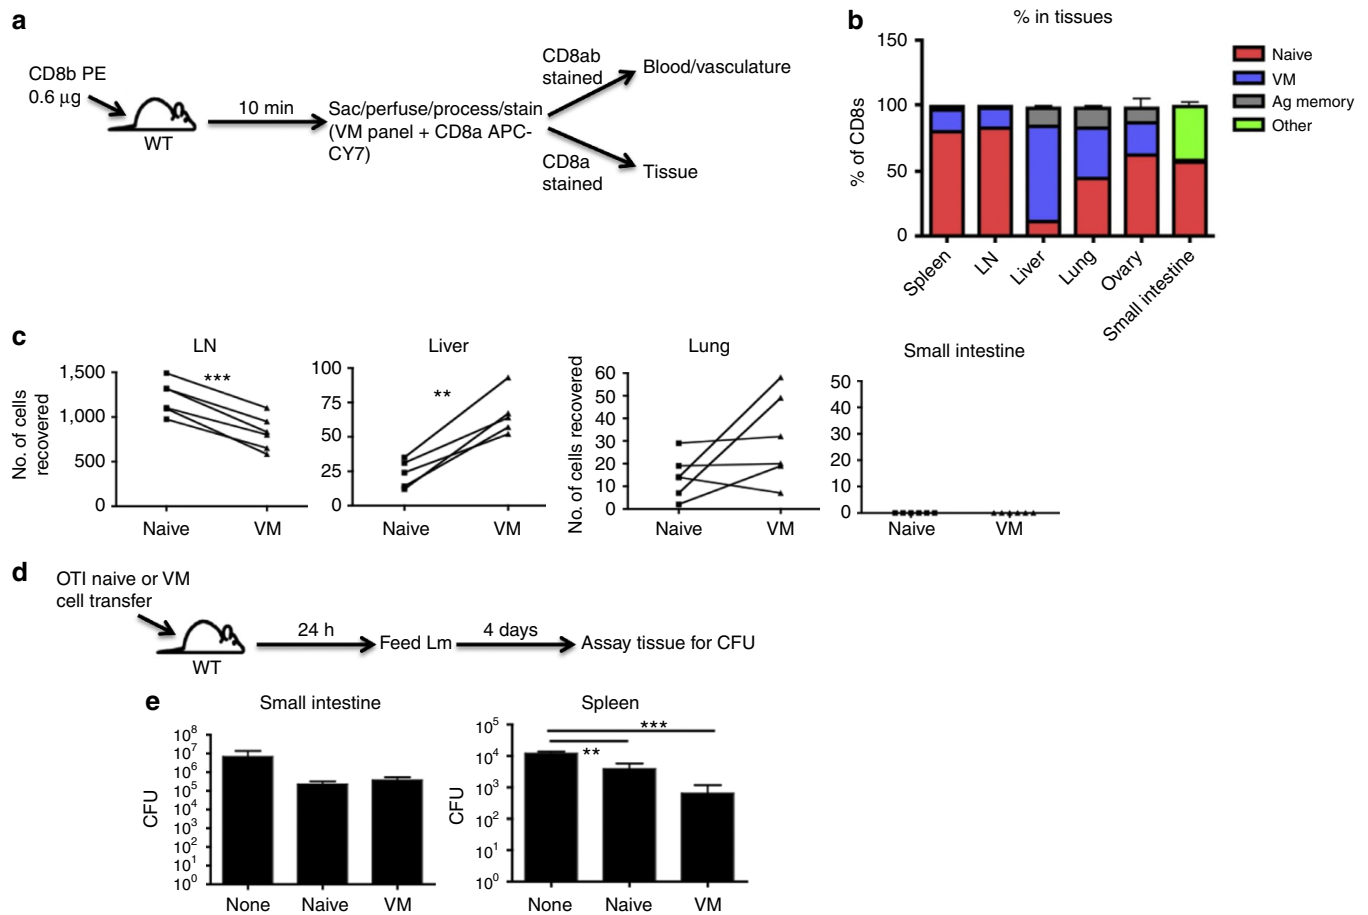 a
CD8b PE
0.6 μg
WT
10 min
Sac/perfuse/process/stain
(VM panel + CD8a APC-
CY7)
CD8ab
stained
Blood/vasculature
CD8a
stained
Tissue
b
% in tissues
% of CD8s
150
100
50
0
Spleen
LN
Liver
Lung
Ovary
Small intestine
Naive
VM
Ag memory
Other
c
LN
No. of cells
recovered
1,500
1,000
500
0
***
Naive
VM
Liver
100
75
50
25
0
**
Naive
VM
Lung
No. of cells recovered
60
50
40
30
20
10
0
Naive
VM
Small intestine
50
40
30
20
10
0
Naive
VM
d
OTI naive or VM
cell transfer
WT
24 h
Feed Lm
4 days
Assay tissue for CFU
e
Small intestine
CFU
10⁸
10⁷
10⁶
10⁵
10⁴
10³
10²
10¹
10⁰
None
Naive
VM
Spleen
CFU
10⁵
10⁴
10³
10²
10¹
10⁰
***
**
None
Naive
VM